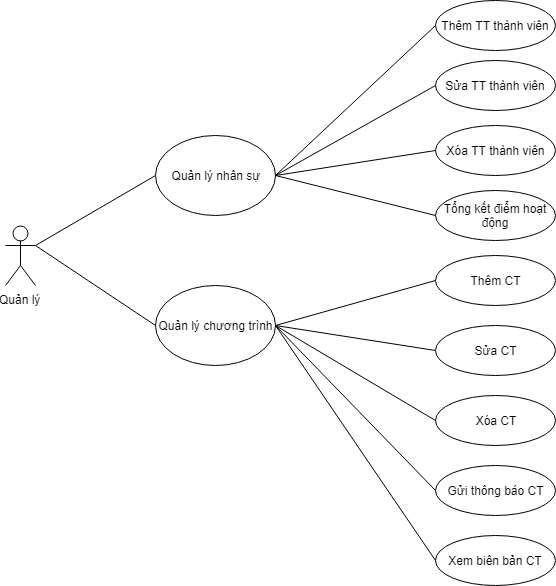 Thêm TT thành viên
Sửa TT thành viên
Xóa TT thành viên
Quản lý nhân sự
Tổng kết điểm hoạt
động
Quản lý
Thêm CT
Quản lý chương trình
Sửa CT
Xóa CT
Gửi thông báo CT
Xem biên bản CT